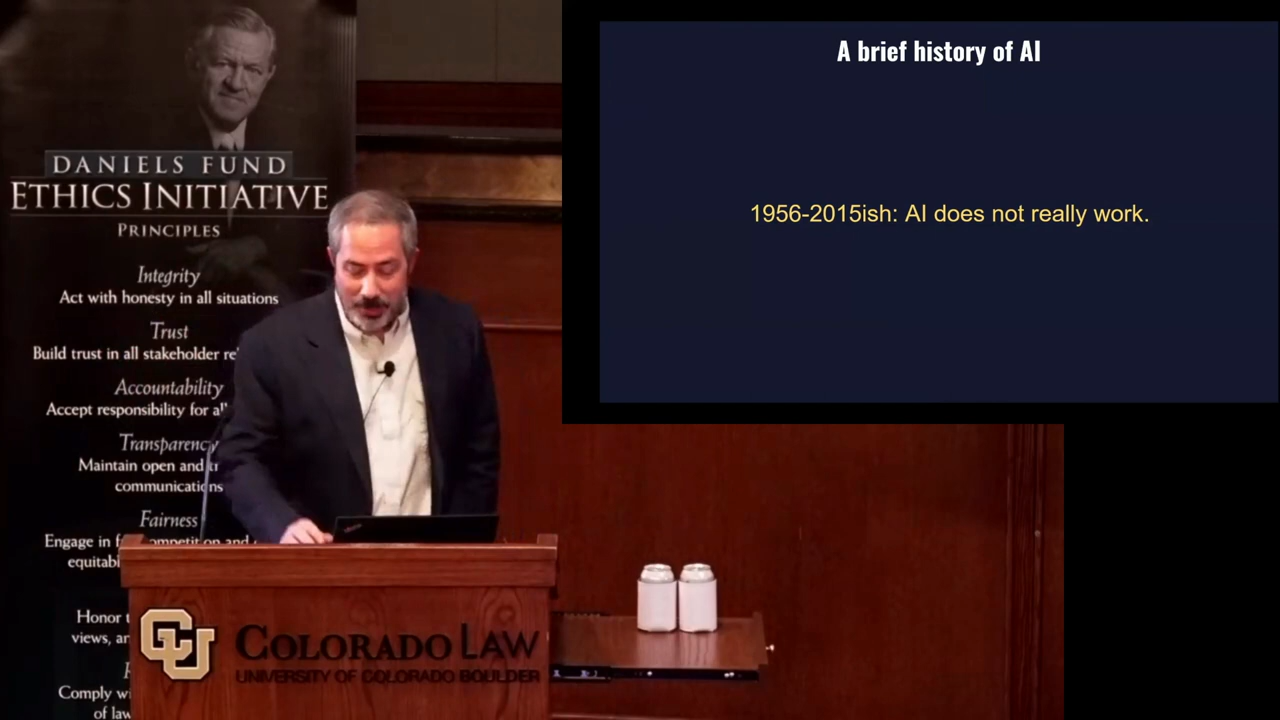 DANIELS FUND
ETHICS INITIATIVE
PRINCIPLES
Integrity
Act with honesty in all situations
Trust
Build trust in all stakeholder
Accountability
Accept responsibility for
Transparency
Maintain open and
communications
Fairness
Engage in
and
Honor
views,
Comply
of law
CU
COLORADO LAW
UNIVERSITY OF COLORADO BOULDER
A brief history of AI
1956-2015ish: AI does not really work.